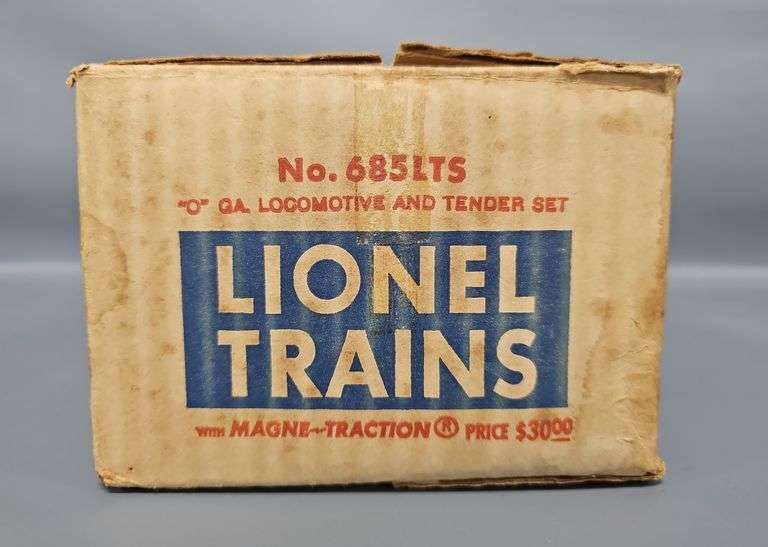 No. 685LTS
"O" GA. LOCOMOTIVE AND TENDER SET
LIONEL
TRAINS
WITH MAGNE-TRACTION ® PRICE $30.00